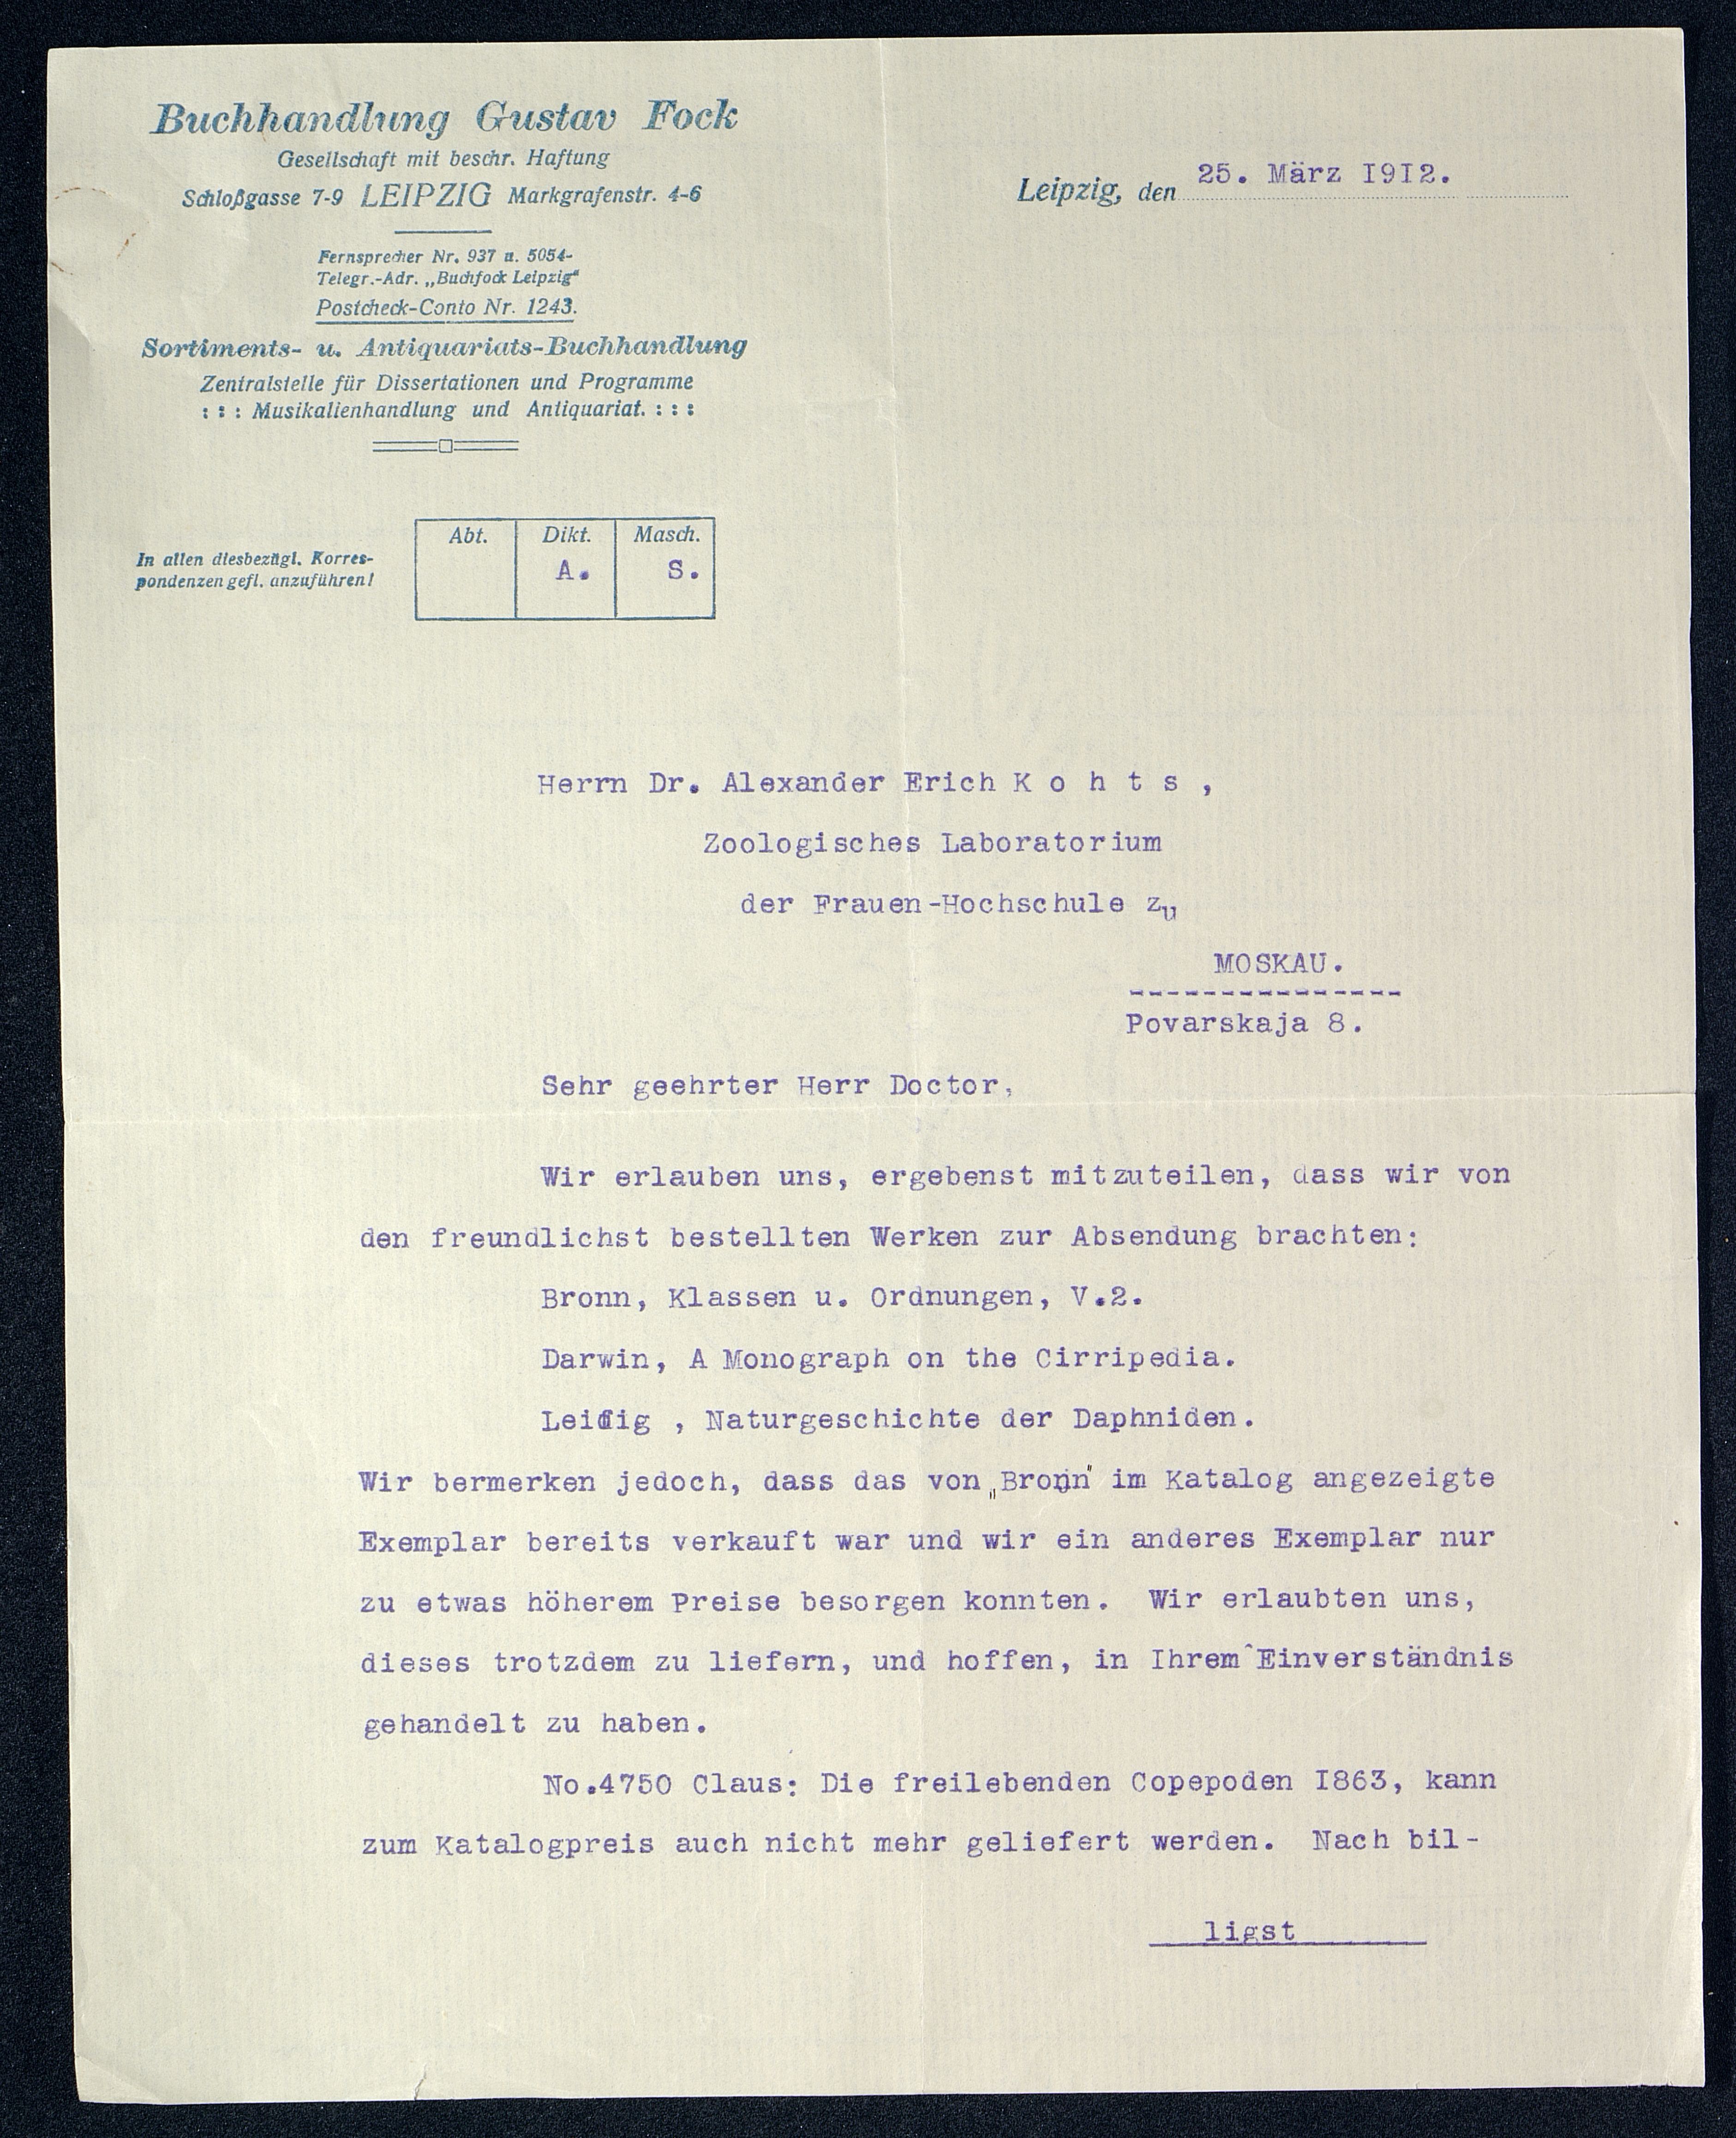 Buchhandlung Gustav Fock
Gesellschaft mit beschr. Haftung
Schloßgasse 7-9 LEIPZIG Markgrafenstr. 4-6
Fernsprecher Nr. 937 u. 5054-
Telegr.-Adr. „Buchfock Leipzig“
Postcheck-Conto Nr. 1243.
Sortiments- u. Antiquariats-Buchhandlung
Zentralstelle für Dissertationen und Programme
::: Musikalienhandlung und Antiquariat. :::
Leipzig, den 25. März I9I2.
In allen diesbezügl. Korres-
pondenzen gefl. anzuführen!
Abt. Dikt. Masch.
A. S.
Herrn Dr. Alexander Erich K o h t s ,
Zoologisches Laboratorium
der Frauen-Hochschule zu
MOSKAU.
---------------
Povarskaja 8.
Sehr geehrter Herr Doctor,
Wir erlauben uns, ergebenst mitzuteilen, dass wir von
den freundlichst bestellten Werken zur Absendung brachten:
Bronn, Klassen u. Ordnungen, V.2.
Darwin, A Monograph on the Cirripedia.
Leidig , Naturgeschichte der Daphniden.
Wir bermerken jedoch, dass das von „Bronn" im Katalog angezeigte
Exemplar bereits verkauft war und wir ein anderes Exemplar nur
zu etwas höherem Preise besorgen konnten. Wir erlaubten uns,
dieses trotzdem zu liefern, und hoffen, in Ihrem Einverständnis
gehandelt zu haben.
No.4750 Claus: Die freilebenden Copepoden I863, kann
zum Katalogpreis auch nicht mehr geliefert werden. Nach bil-
ligst